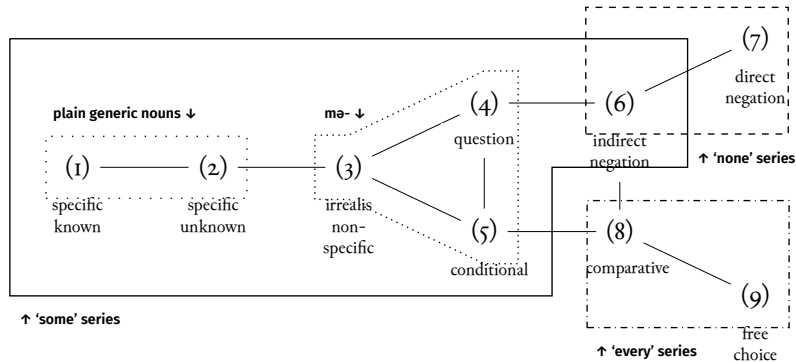 (7)
direct
negation
plain generic nouns ↓
mə- ↓
(4)
question
(6)
indirect
negation
↑ ‘none’ series
(1)
specific
known
(2)
specific
unknown
(3)
irrealis
non-
specific
(5)
conditional
(8)
comparative
(9)
free
choice
↑ ‘some’ series
↑ ‘every’ series